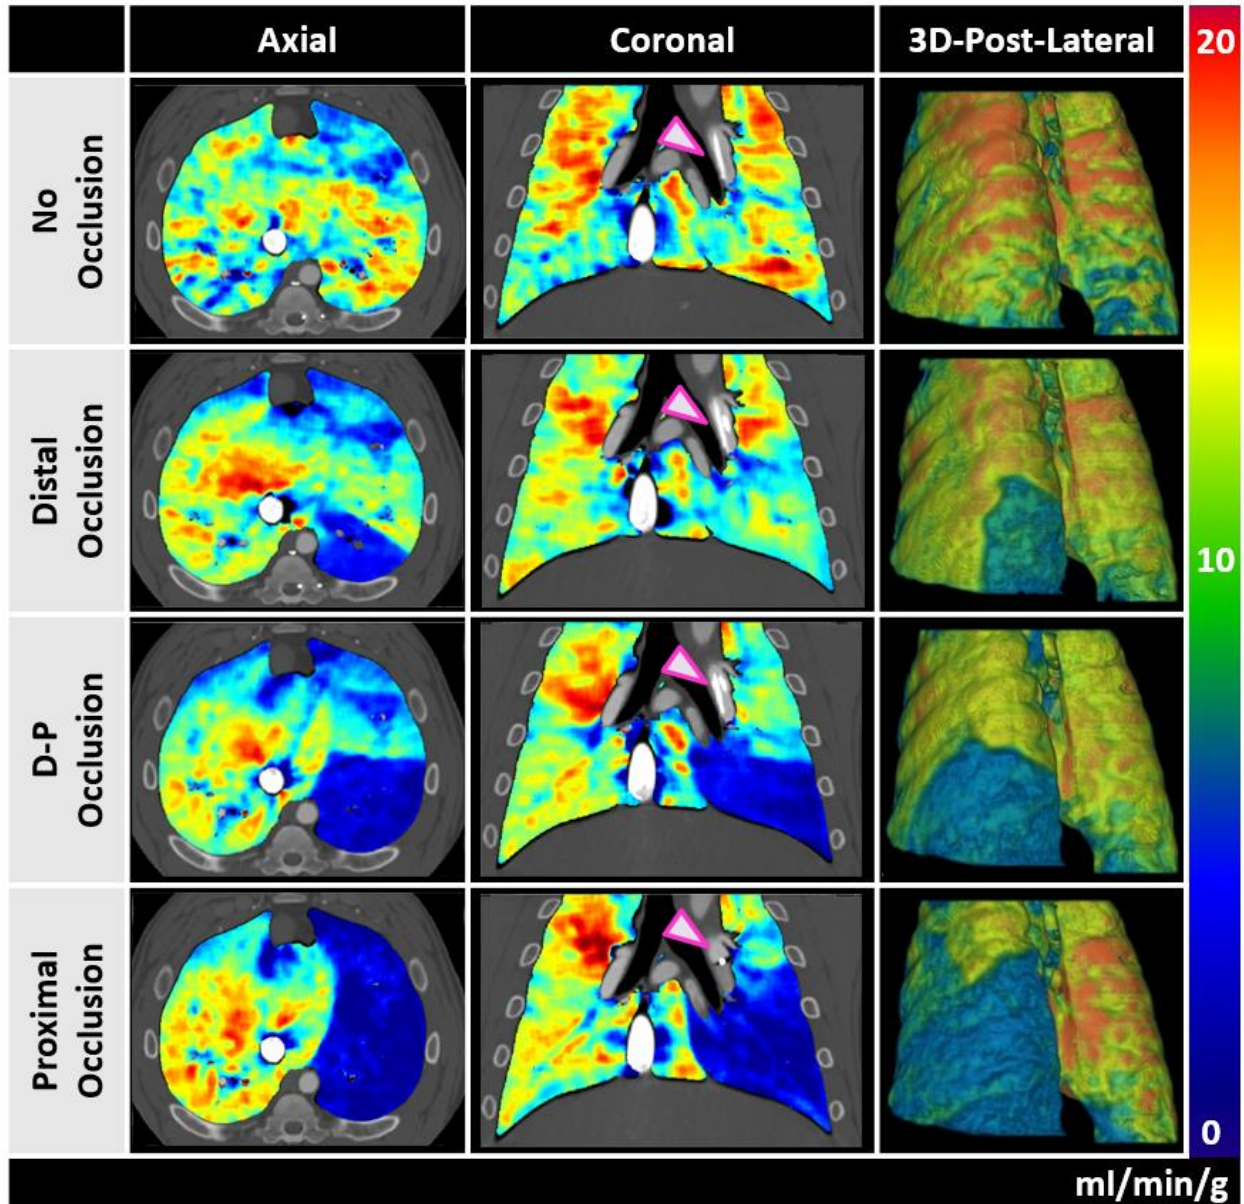 Axial
Coronal
3D-Post-Lateral
20
No
Occlusion
Distal
Occlusion
10
D-P
Occlusion
Proximal
Occlusion
0
ml/min/g